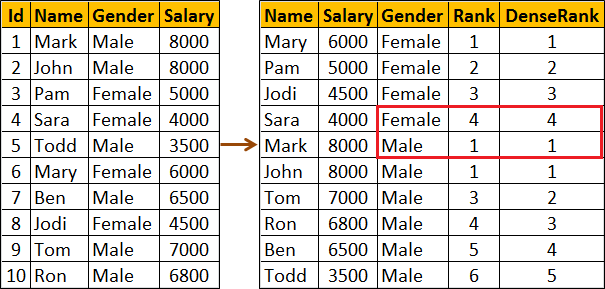 Id Name Gender Salary
1 Mark Male 8000
2 John Male 8000
3 Pam Female 5000
4 Sara Female 4000
5 Todd Male 3500
6 Mary Female 6000
7 Ben Male 6500
8 Jodi Female 4500
9 Tom Male 7000
10 Ron Male 6800
Name Salary Gender Rank DenseRank
Mary 6000 Female 1 1
Pam 5000 Female 2 2
Jodi 4500 Female 3 3
Sara 4000 Female 4 4
Mark 8000 Male 1 1
John 8000 Male 1 1
Tom 7000 Male 3 2
Ron 6800 Male 4 3
Ben 6500 Male 5 4
Todd 3500 Male 6 5